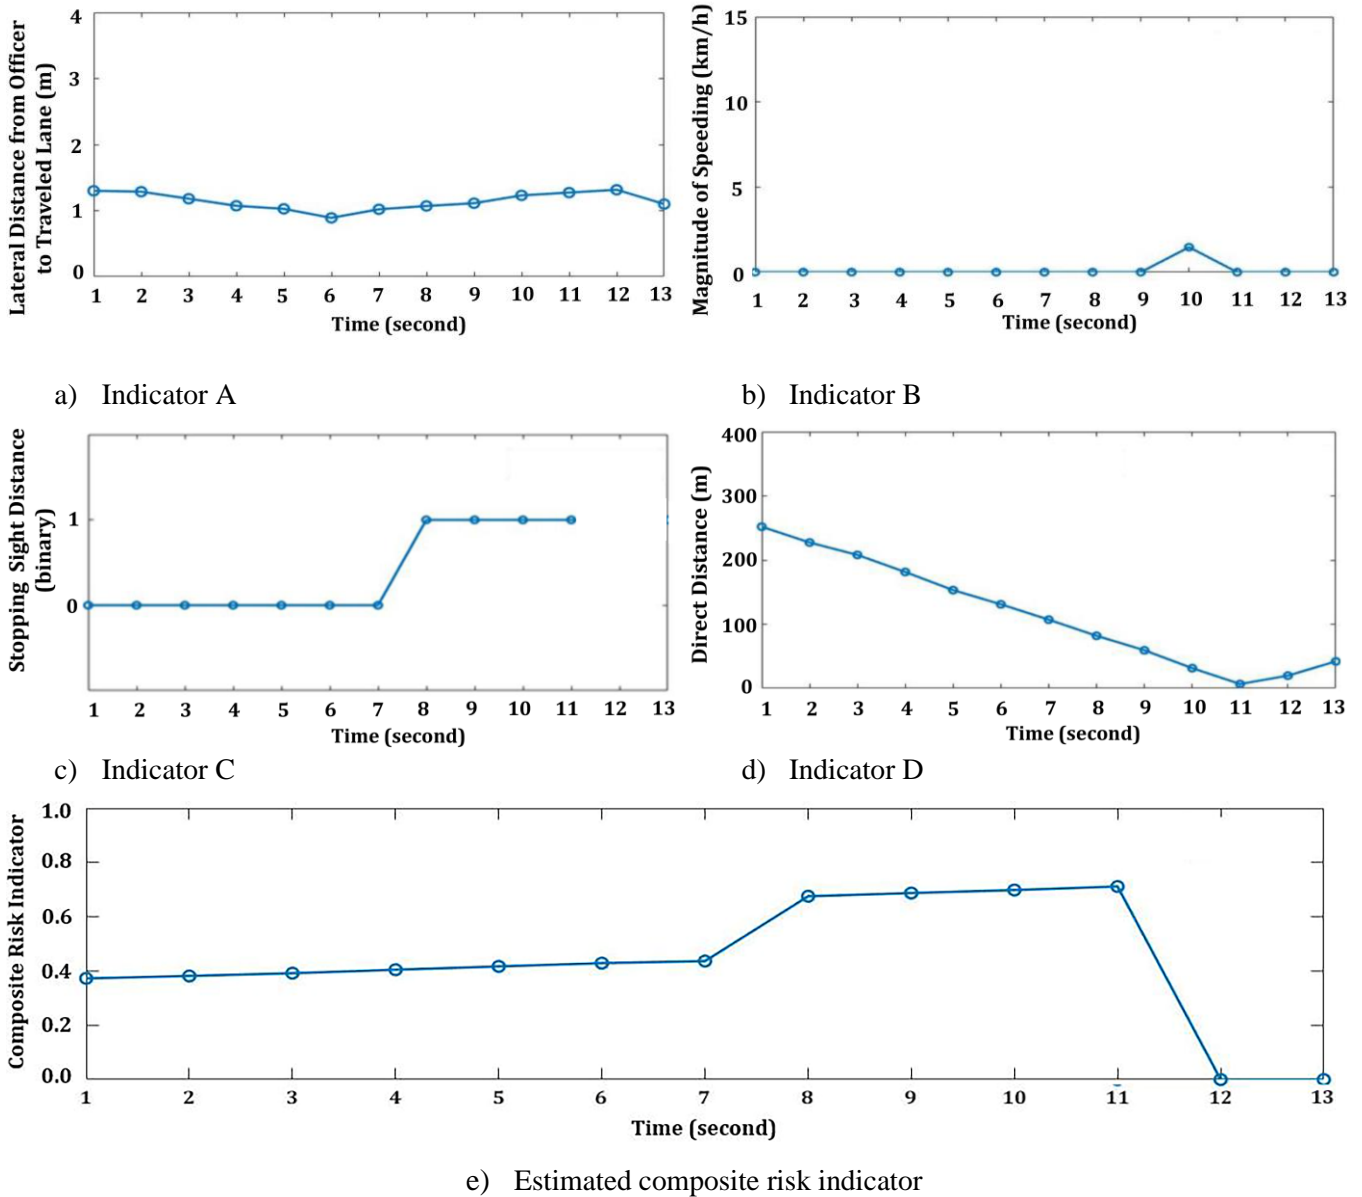 Lateral Distance from Officer
to Traveled Lane (m)
4
3
2
1
0
1 2 3 4 5 6 7 8 9 10 11 12 13
Time (second)
a) Indicator A
Magnitude of Speeding (km/h)
15
10
5
0
1 2 3 4 5 6 7 8 9 10 11 12 13
Time (second)
b) Indicator B
Stopping Sight Distance
(binary)
1
0
1 2 3 4 5 6 7 8 9 10 11 12 13
Time (second)
c) Indicator C
Direct Distance (m)
400
300
200
100
0
1 2 3 4 5 6 7 8 9 10 11 12 13
Time (second)
d) Indicator D
Composite Risk Indicator
1.0
0.8
0.6
0.4
0.2
0.0
1 2 3 4 5 6 7 8 9 10 11 12 13
Time (second)
e) Estimated composite risk indicator